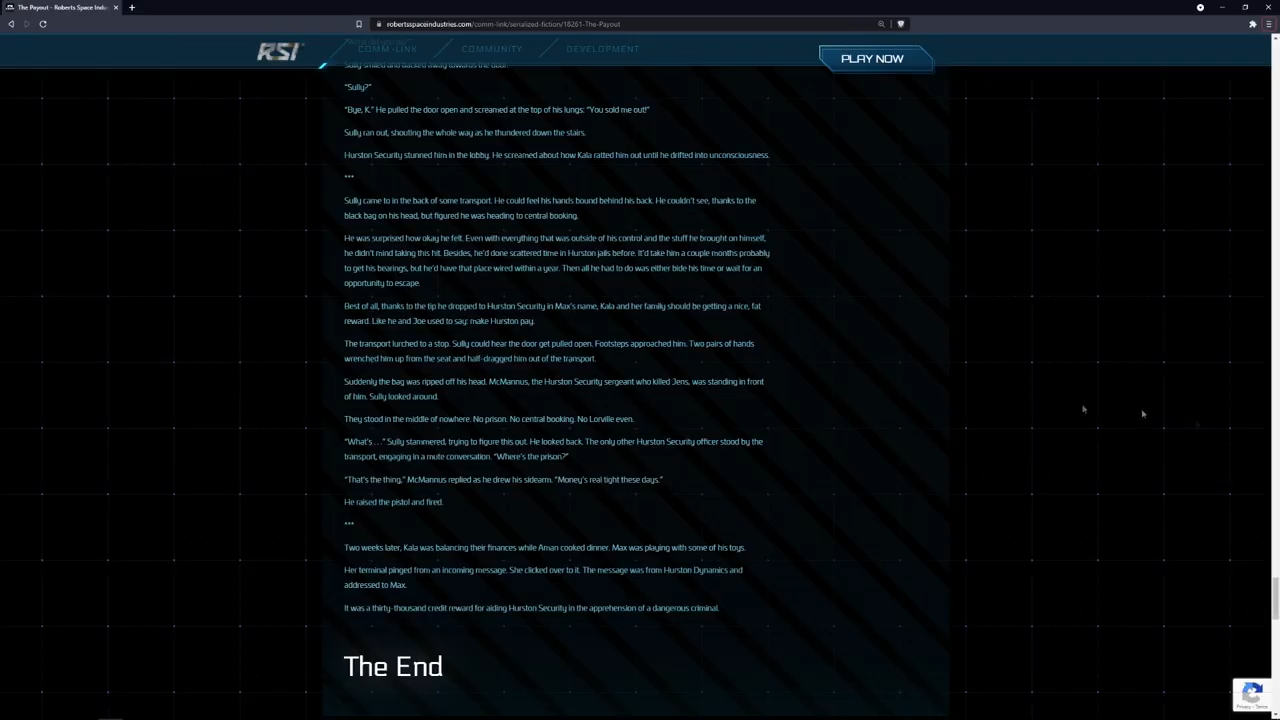 The Payout - Roberts Space Indus
robertsspaceindustries.com/comm-link/serialized-fiction/18261-The-Payout
RSI
COMM-LINK
COMMUNITY
DEVELOPMENT
PLAY NOW
Sully smiled and backed away towards the door.
“Sully?”
“Bye, K.” He pulled the door open and screamed at the top of his lungs: “You sold me out!”
Sully ran out, shouting the whole way as he thundered down the stairs.
Hurston Security stunned him in the lobby. He screamed about how Kala ratted him out until he drifted into unconsciousness.
***
Sully came to in the back of some transport. He could feel his hands bound behind his back. He couldn’t see, thanks to the
black bag on his head, but figured he was heading to central booking.
He was surprised how okay he felt. Even with everything that was outside of his control and the stuff he brought on himself,
he didn’t mind taking this hit. Besides, he’d done scattered time in Hurston jails before. It’d take him a couple months probably
to get his bearings, but he’d have that place wired within a year. Then all he had to do was either bide his time or wait for an
opportunity to escape.
Best of all, thanks to the tip he dropped to Hurston Security in Max’s name, Kala and her family should be getting a nice, fat
reward. Like he and Joe used to say: make Hurston pay.
The transport lurched to a stop. Sully could hear the door get pulled open. Footsteps approached him. Two pairs of hands
wrenched him up from the seat and half-dragged him out of the transport.
Suddenly the bag was ripped off his head. McMannus, the Hurston Security sergeant who killed Jens, was standing in front
of him. Sully looked around.
They stood in the middle of nowhere. No prison. No central booking. No Lorville even.
“What’s . . .” Sully stammered, trying to figure this out. He looked back. The only other Hurston Security officer stood by the
transport, engaging in a mute conversation. “Where’s the prison?”
“That’s the thing,” McMannus replied as he drew his sidearm. “Money’s real tight these days.”
He raised the pistol and fired.
***
Two weeks later, Kala was balancing their finances while Aman cooked dinner. Max was playing with some of his toys.
Her terminal pinged from an incoming message. She clicked over to it. The message was from Hurston Dynamics and
addressed to Max.
It was a thirty-thousand credit reward for aiding Hurston Security in the apprehension of a dangerous criminal.
The End
Privacy - Terms